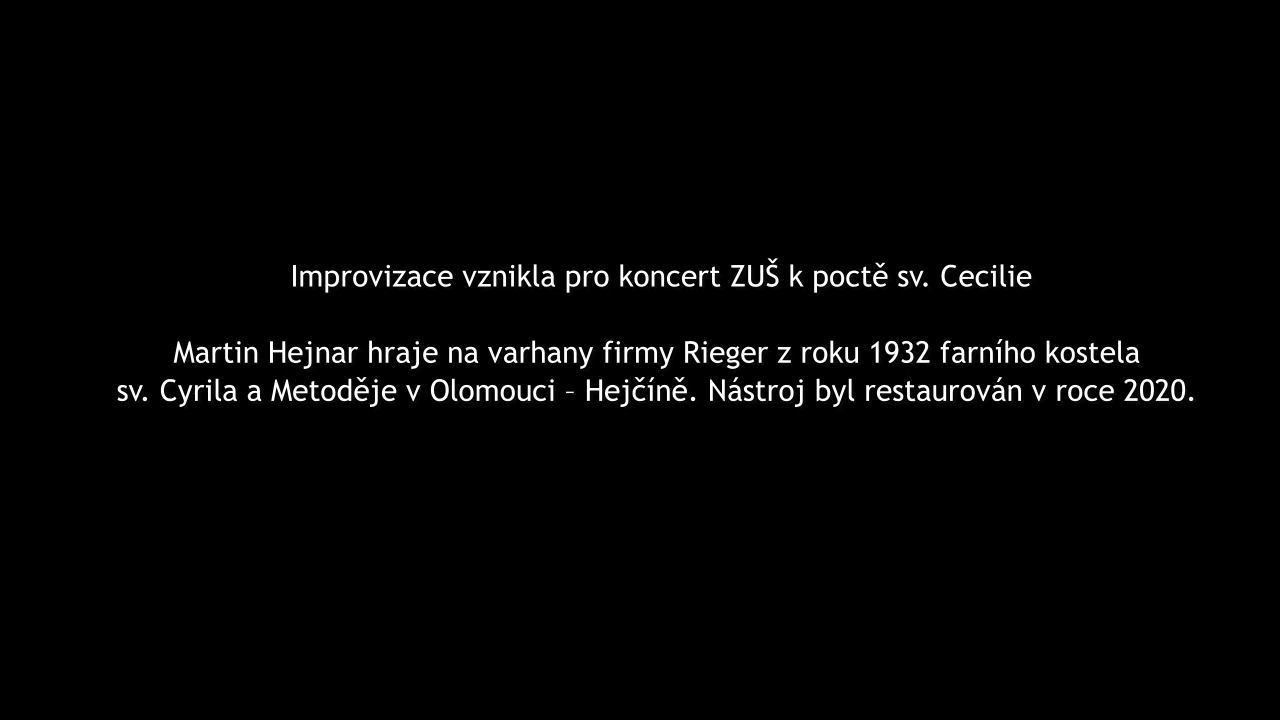 Improvizace vznikla pro koncert ZUŠ k poctě sv. Cecilie
Martin Hejnar hraje na varhany firmy Rieger z roku 1932 farního kostela
sv. Cyrila a Metoděje v Olomouci – Hejčíně. Nástroj byl restaurován v roce 2020.